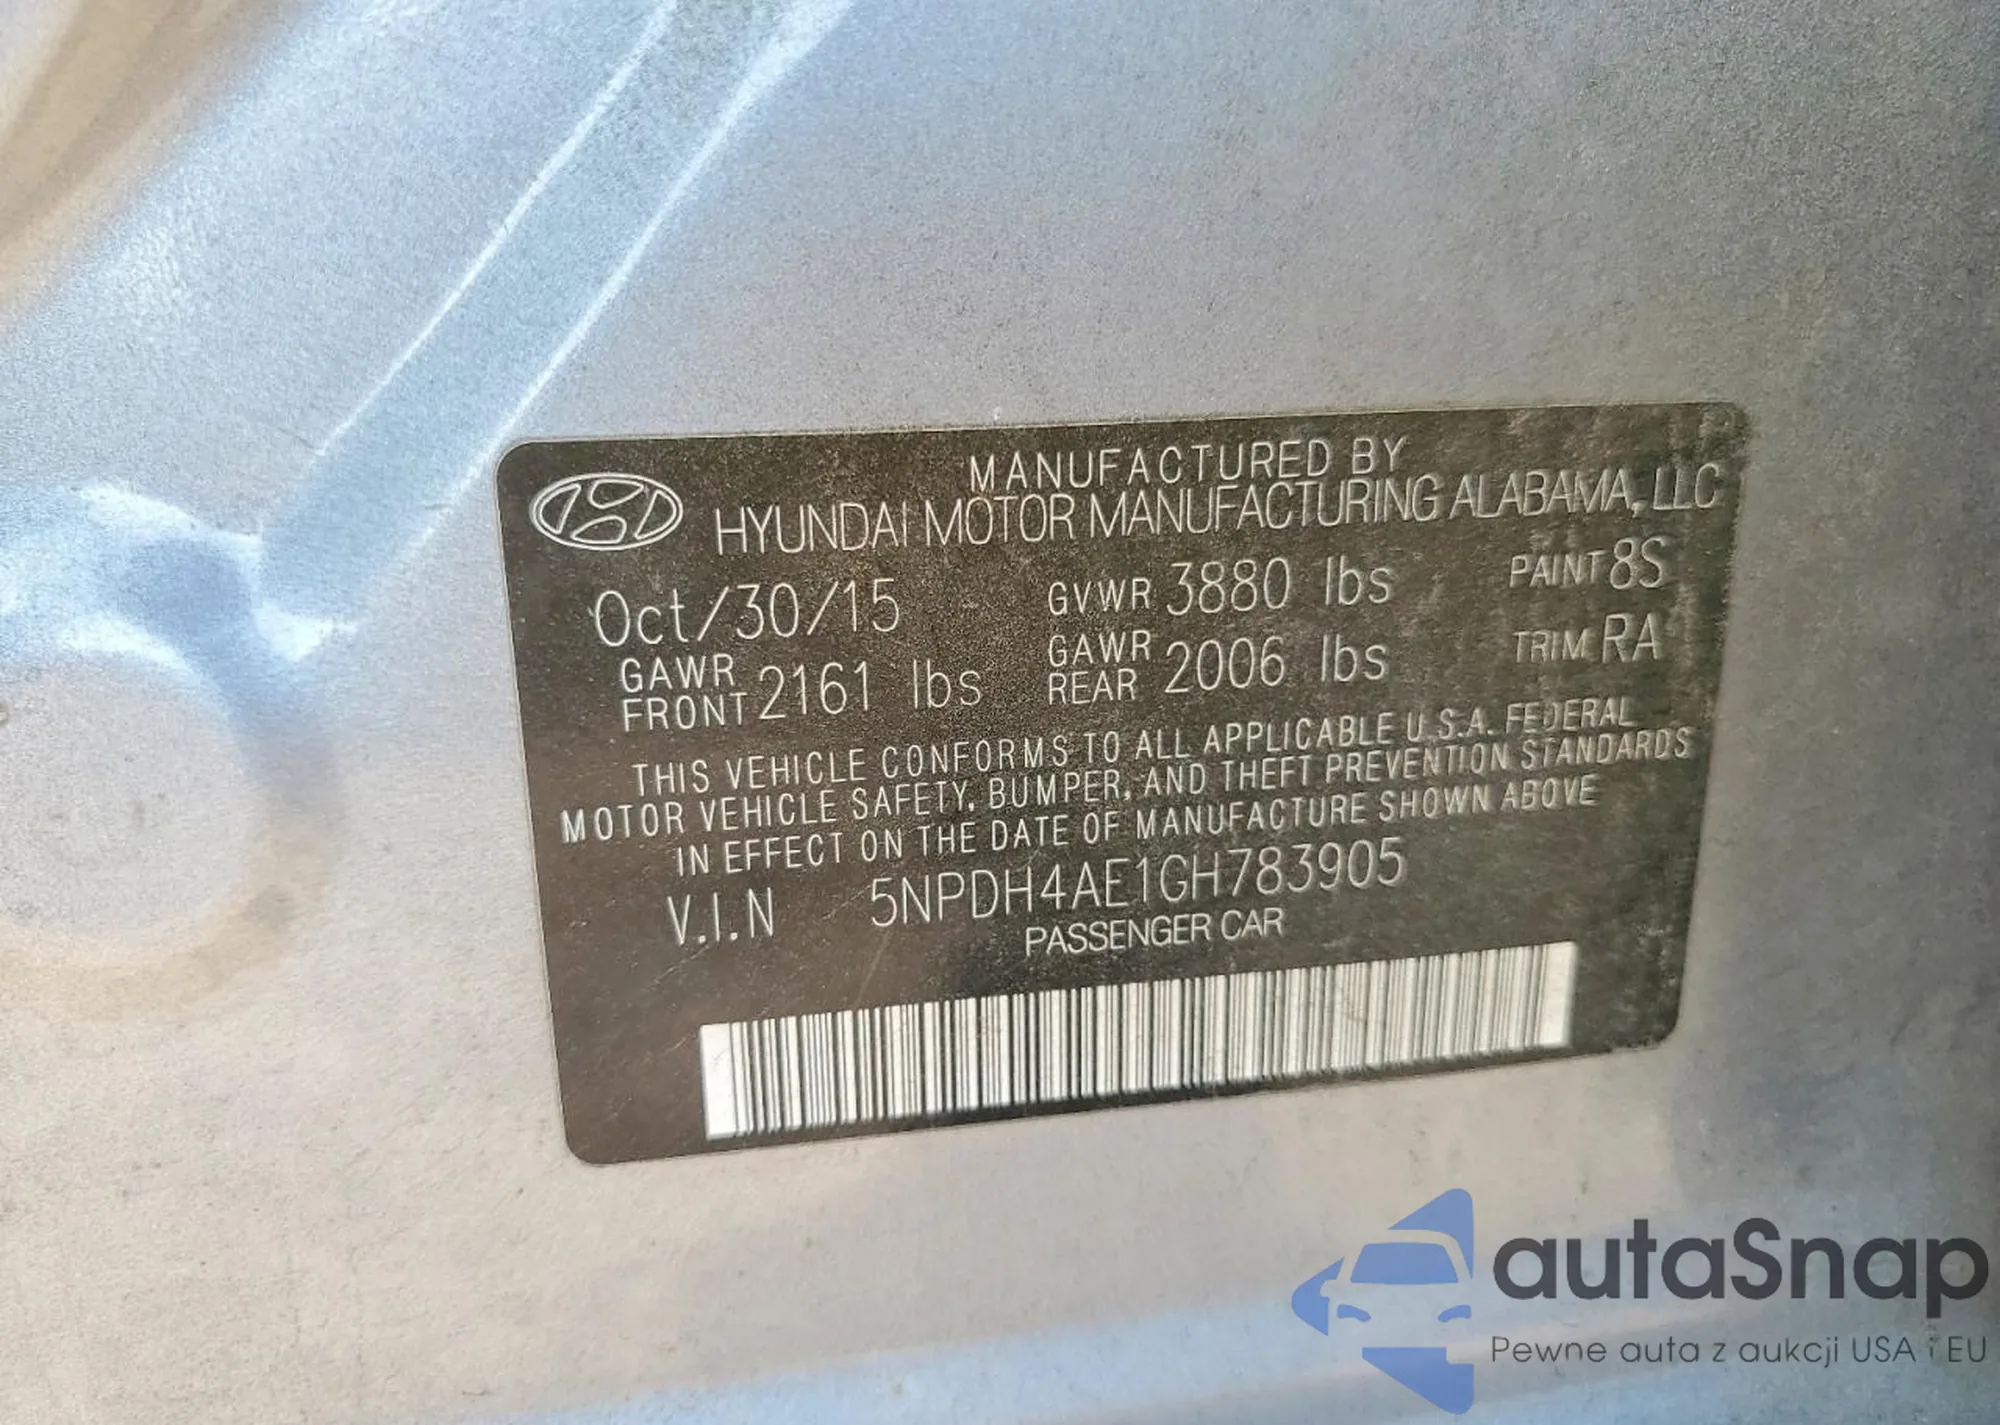 MANUFACTURED BY
HYUNDAI MOTOR MANUFACTURING ALABAMA, LLC
Oct/30/15 GVWR 3880 lbs PAINT 8S
GAWR FRONT 2161 lbs GAWR REAR 2006 lbs TRIM RA
THIS VEHICLE CONFORMS TO ALL APPLICABLE U.S.A. FEDERAL
MOTOR VEHICLE SAFETY, BUMPER, AND THEFT PREVENTION STANDARDS
IN EFFECT ON THE DATE OF MANUFACTURE SHOWN ABOVE
V.I.N 5NPDH4AE1GH783905
PASSENGER CAR
autaSnap
Pewne auta z aukcji USA i EU